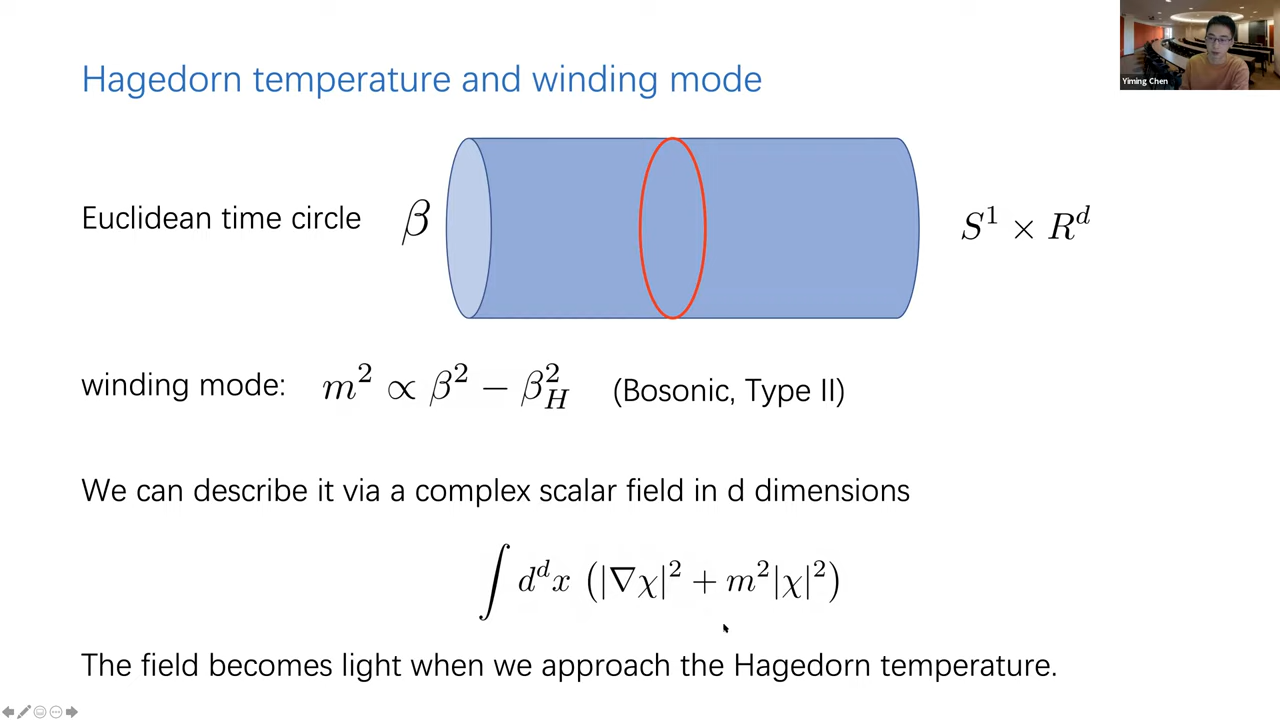 Hagedorn temperature and winding mode
Yiming Chen
Euclidean time circle
β
S¹ × Rᵈ
winding mode: m² ∝ β² − β_H² (Bosonic, Type II)
We can describe it via a complex scalar field in d dimensions
∫ dᵈx (|∇χ|² + m²|χ|²)
The field becomes light when we approach the Hagedorn temperature.